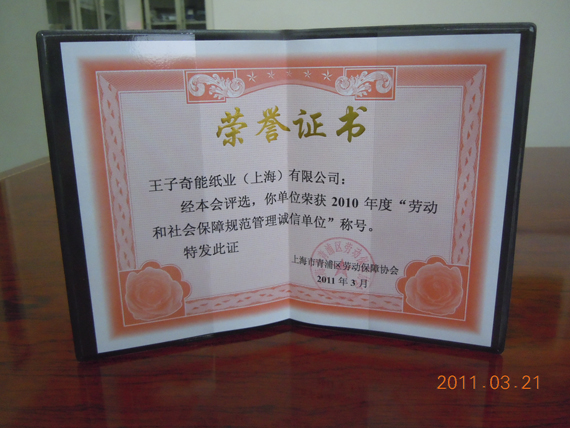 荣誉证书
王子奇能纸业（上海）有限公司：
经本会评选，你单位荣获 2010 年度“劳动
和社会保障规范管理诚信单位”称号。
特发此证
上海市青浦区劳动保障协会
2011 年 3 月
2011.03.21